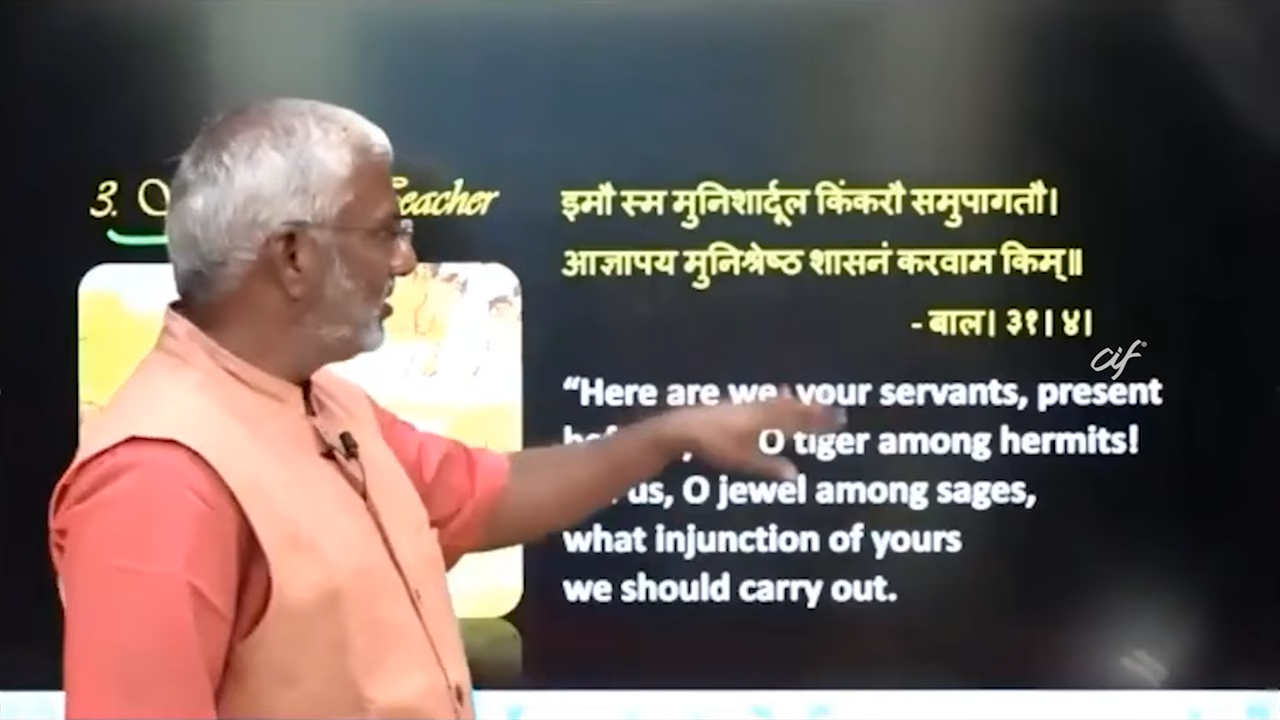 3. O Teacher
इमौ स्म मुनिशार्दूल किंकरौ समुपागतौ।
आज्ञापय मुनिश्रेष्ठ शासनं करवाम किम्॥
- बाल। ३१। ४।
cif
“Here are we, your servants, present
O tiger among hermits!
us, O jewel among sages,
what injunction of yours
we should carry out.